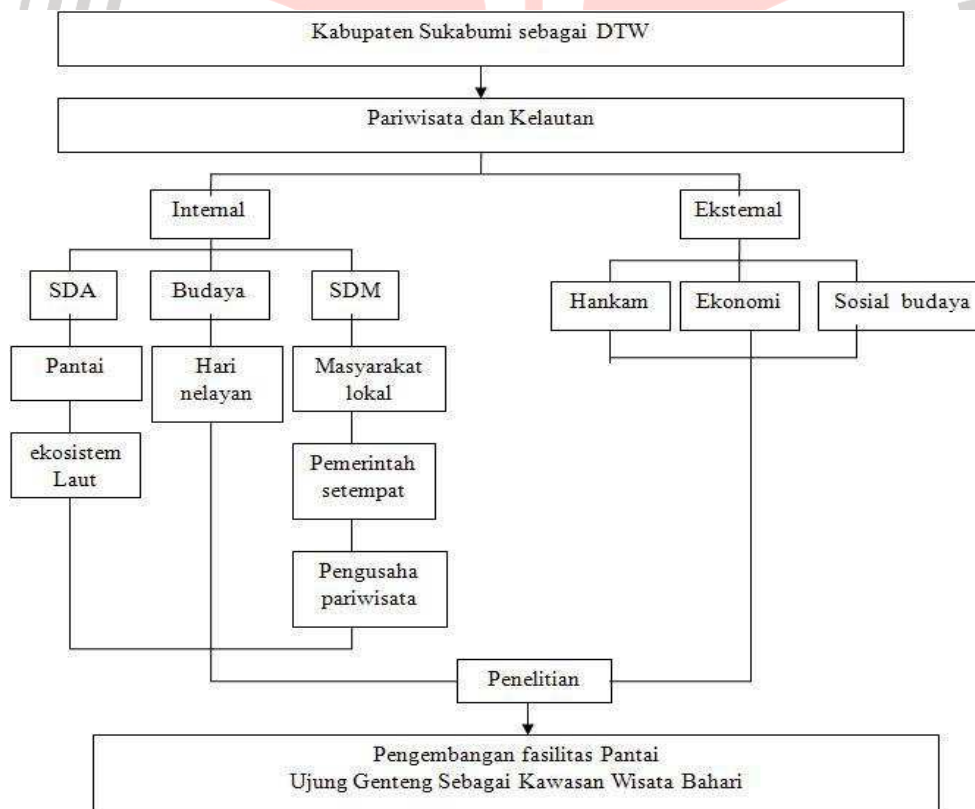 Kabupaten Sukabumi sebagai DTW
Pariwisata dan Kelautan
Internal
Eksternal
SDA
Budaya
SDM
Hankam
Ekonomi
Sosial budaya
Pantai
Hari
nelayan
Masyarakat
lokal
ekosistem
Laut
Pemerintah
setempat
Pengusaha
pariwisata
Penelitian
Pengembangan fasilitas Pantai
Ujung Genteng Sebagai Kawasan Wisata Bahari